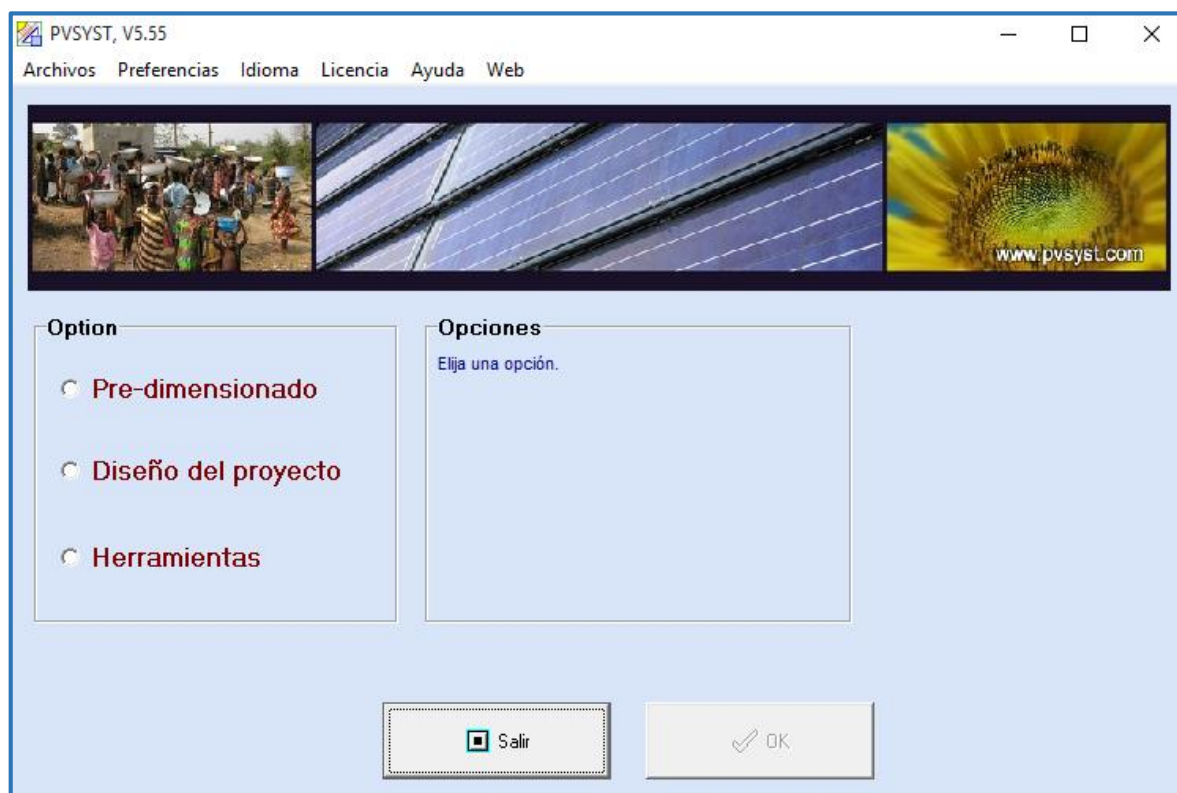 PVSYST, V5.55
Archivos Preferencias Idioma Licencia Ayuda Web
www.pvsyst.com
Option
Pre-dimensionado
Diseño del proyecto
Herramientas
Opciones
Elija una opción.
Salir
OK